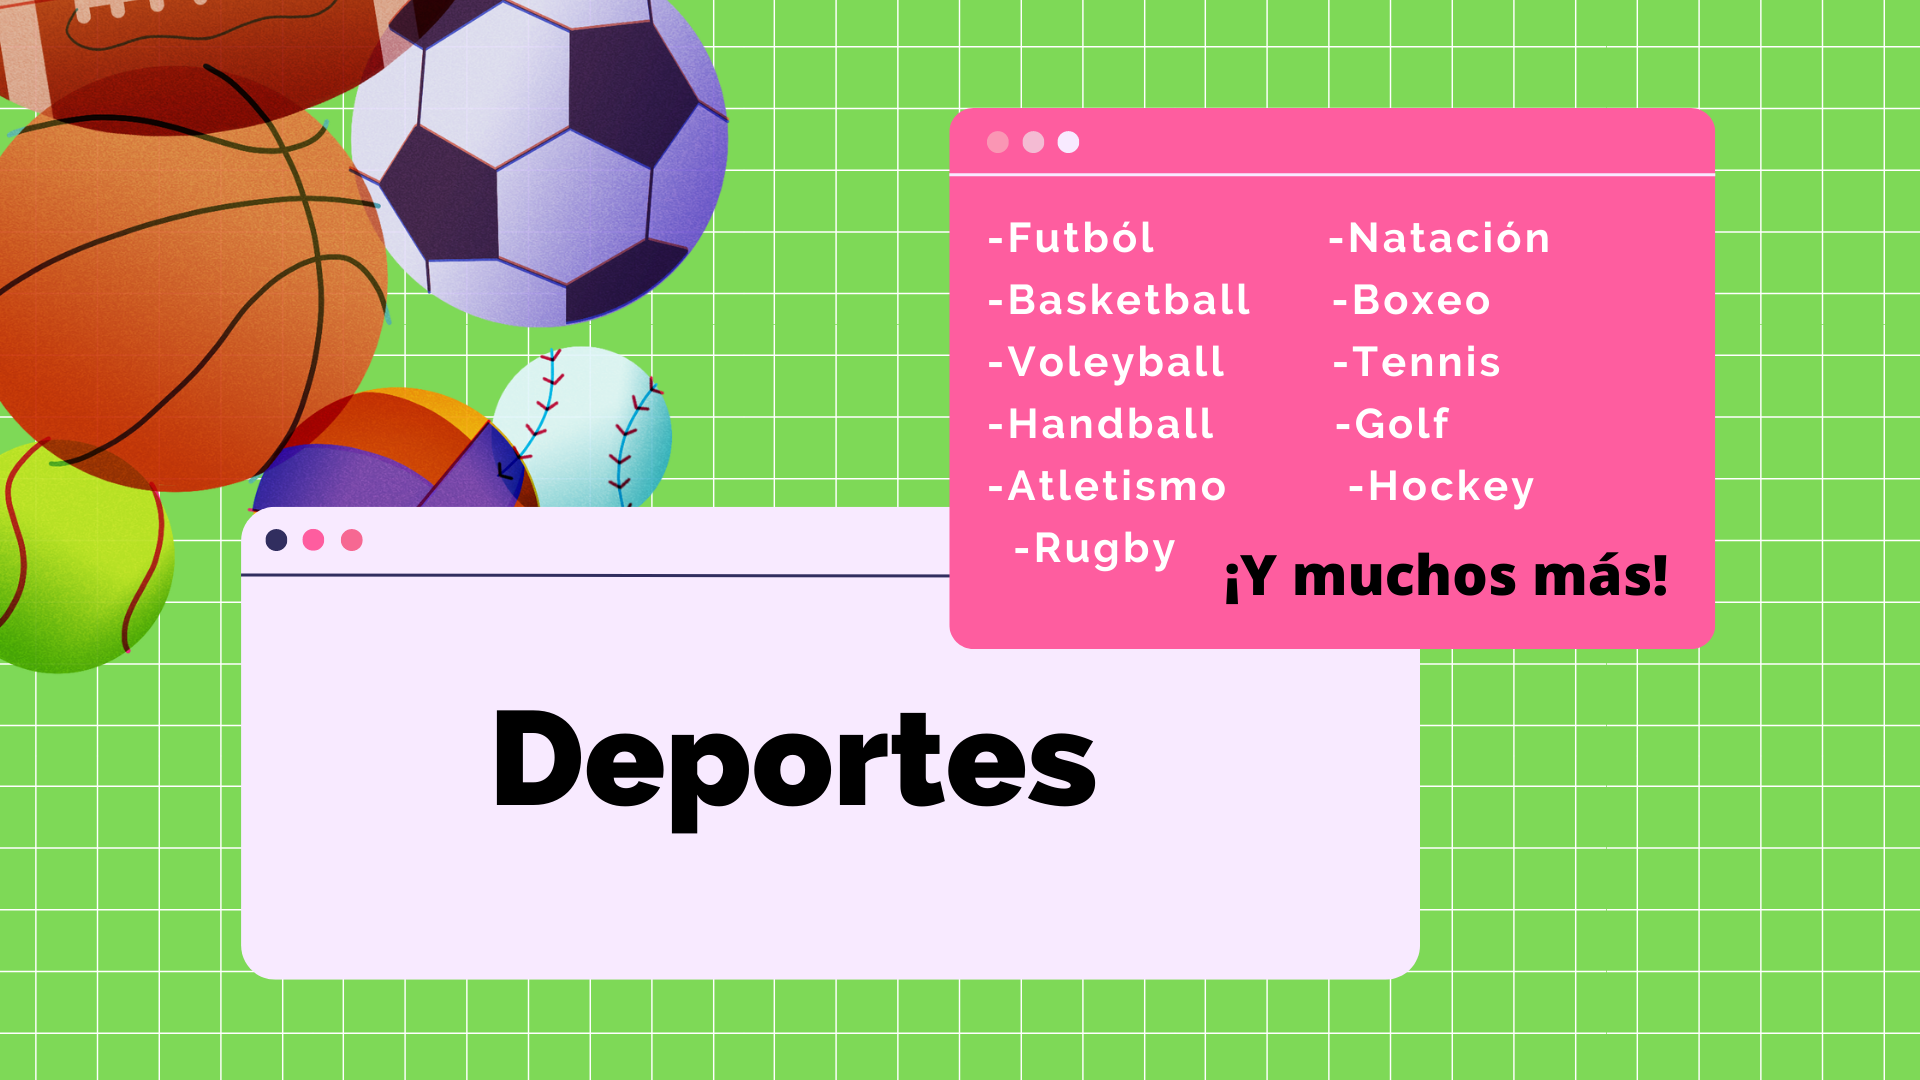 -Futból
-Basketball
-Voleyball
-Handball
-Atletismo
-Rugby
-Natación
-Boxeo
-Tennis
-Golf
-Hockey
¡Y muchos más!
Deportes